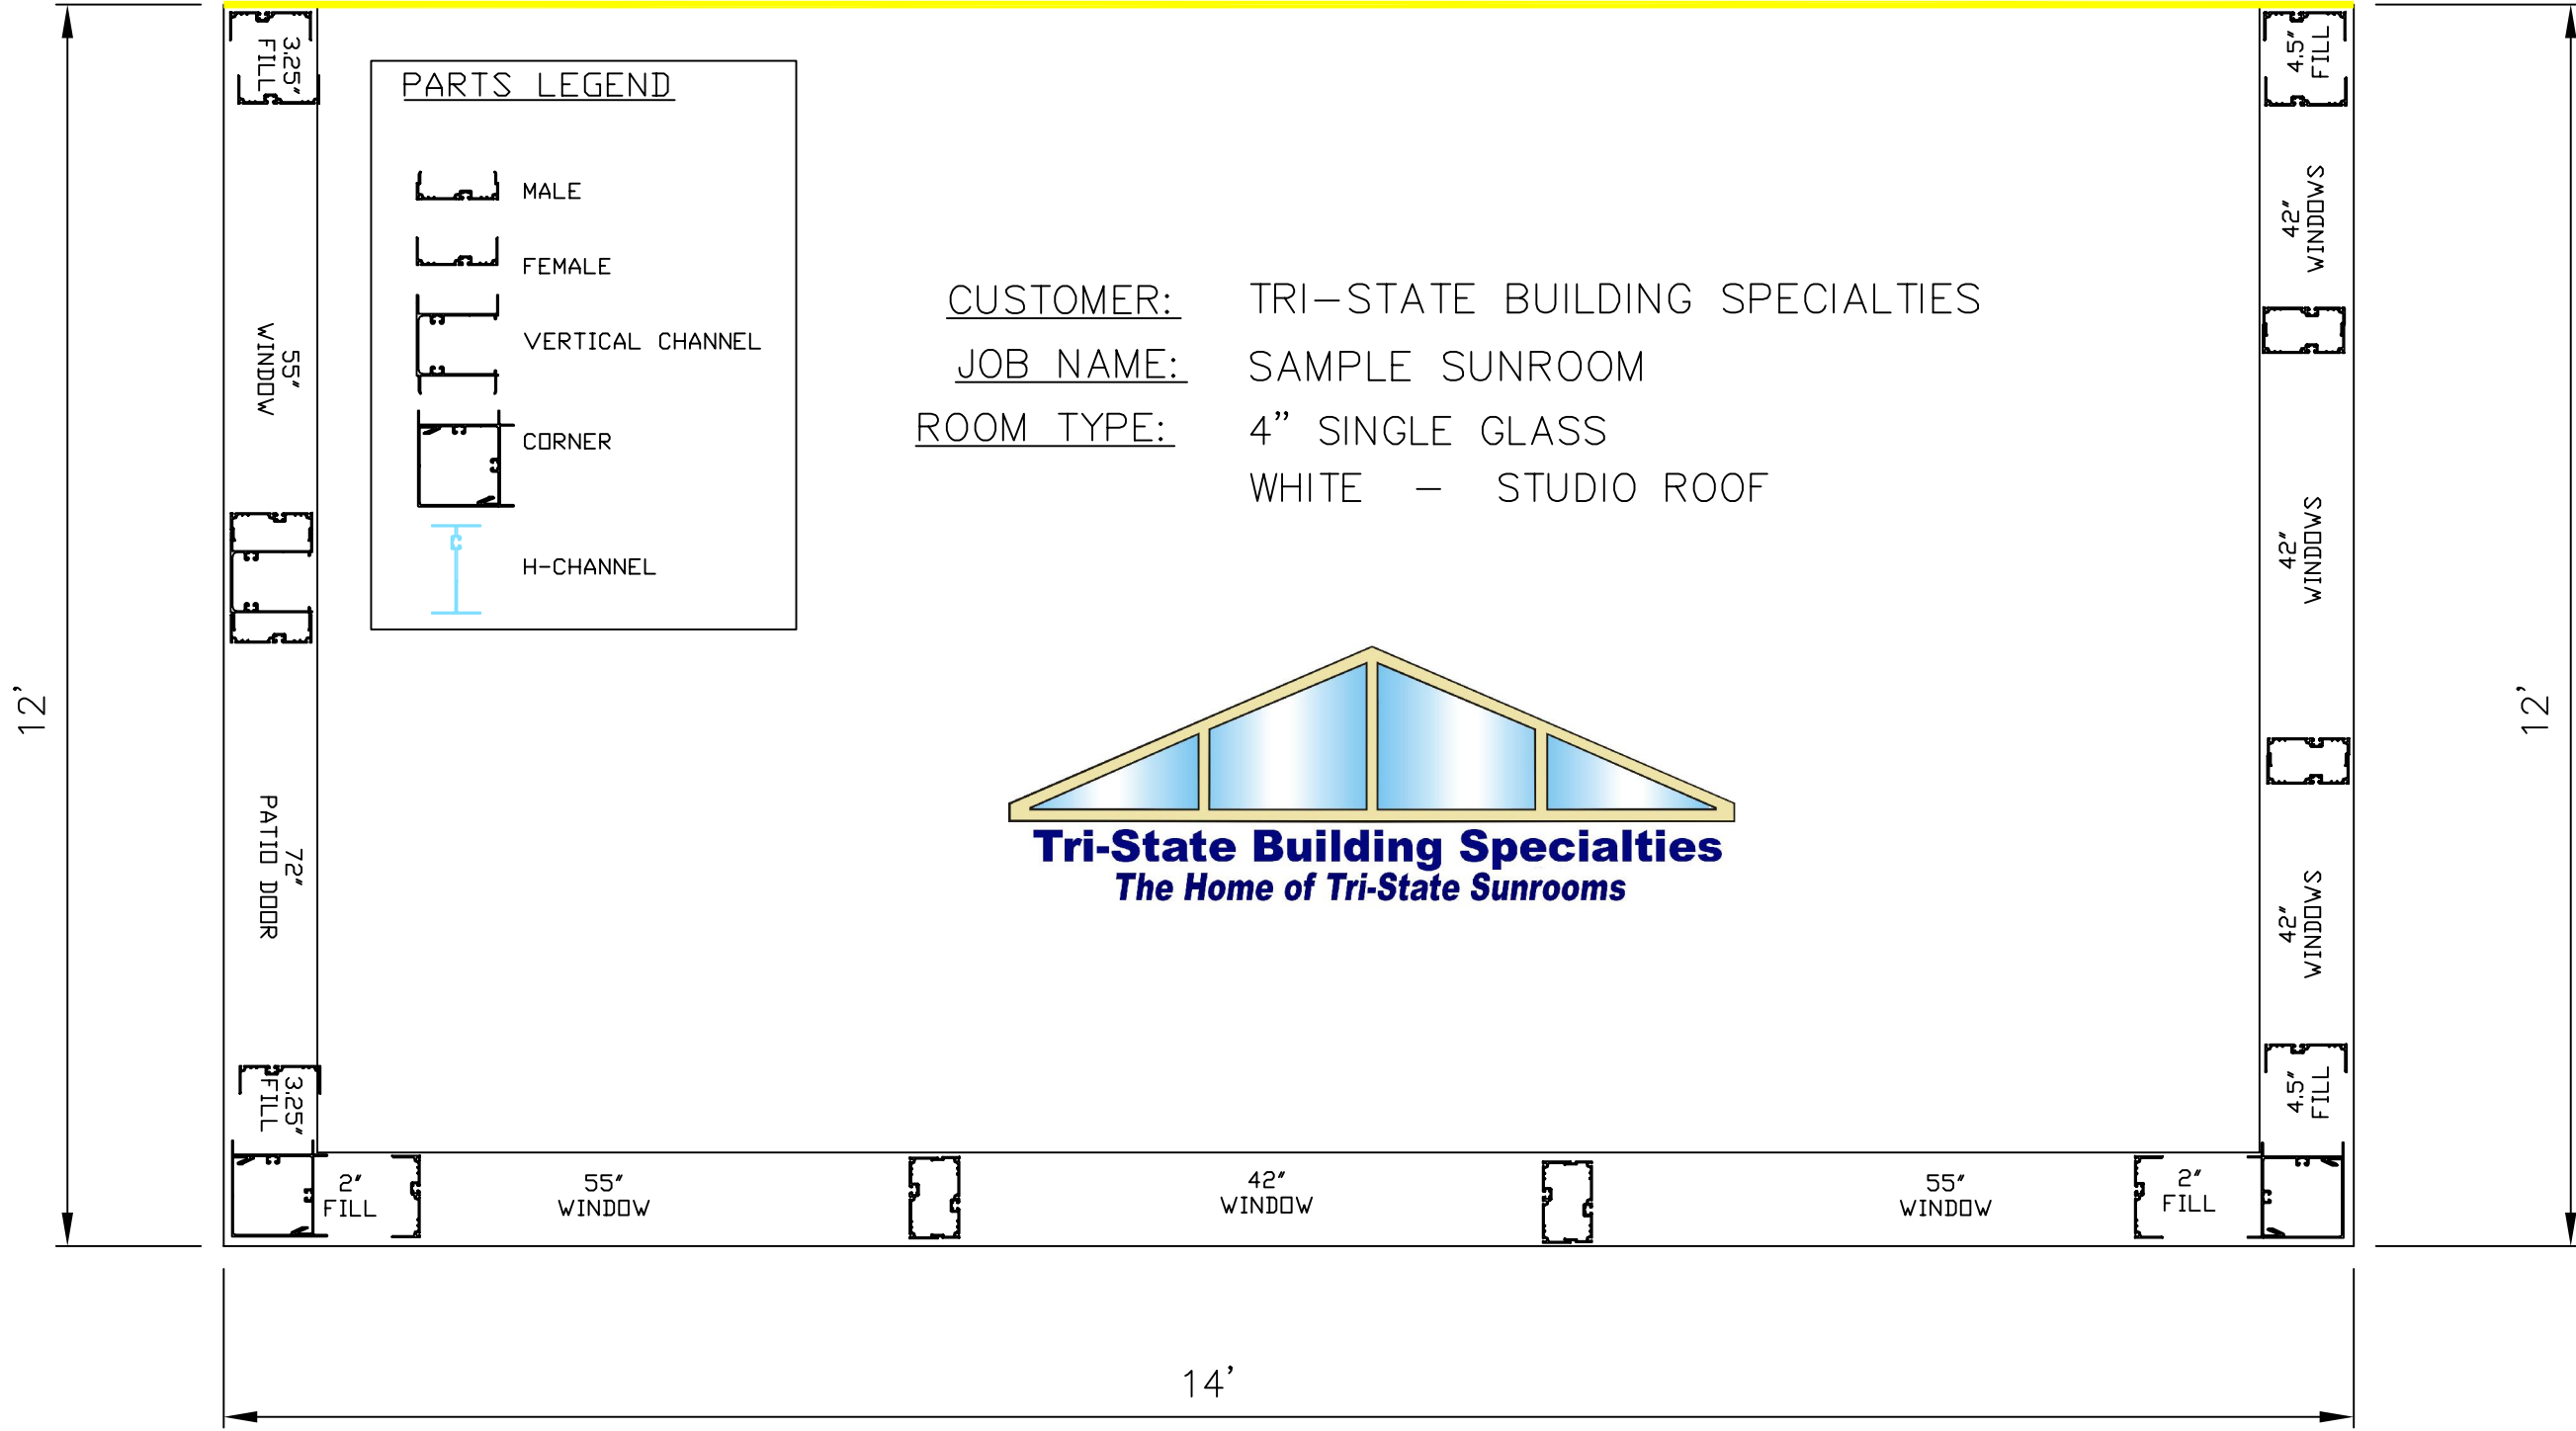 3.25"
FILL
PARTS LEGEND
MALE
FEMALE
VERTICAL CHANNEL
CORNER
H-CHANNEL
CUSTOMER: TRI-STATE BUILDING SPECIALTIES
JOB NAME: SAMPLE SUNROOM
ROOM TYPE: 4" SINGLE GLASS
WHITE - STUDIO ROOF
4.5"
FILL
42"
WINDOWS
42"
WINDOWS
42"
WINDOWS
4.5"
FILL
55"
WINDOW
72"
PATIO DOOR
3.25"
FILL
12'
12'
Tri-State Building Specialties
The Home of Tri-State Sunrooms
2"
FILL
55"
WINDOW
42"
WINDOW
55"
WINDOW
2"
FILL
14'